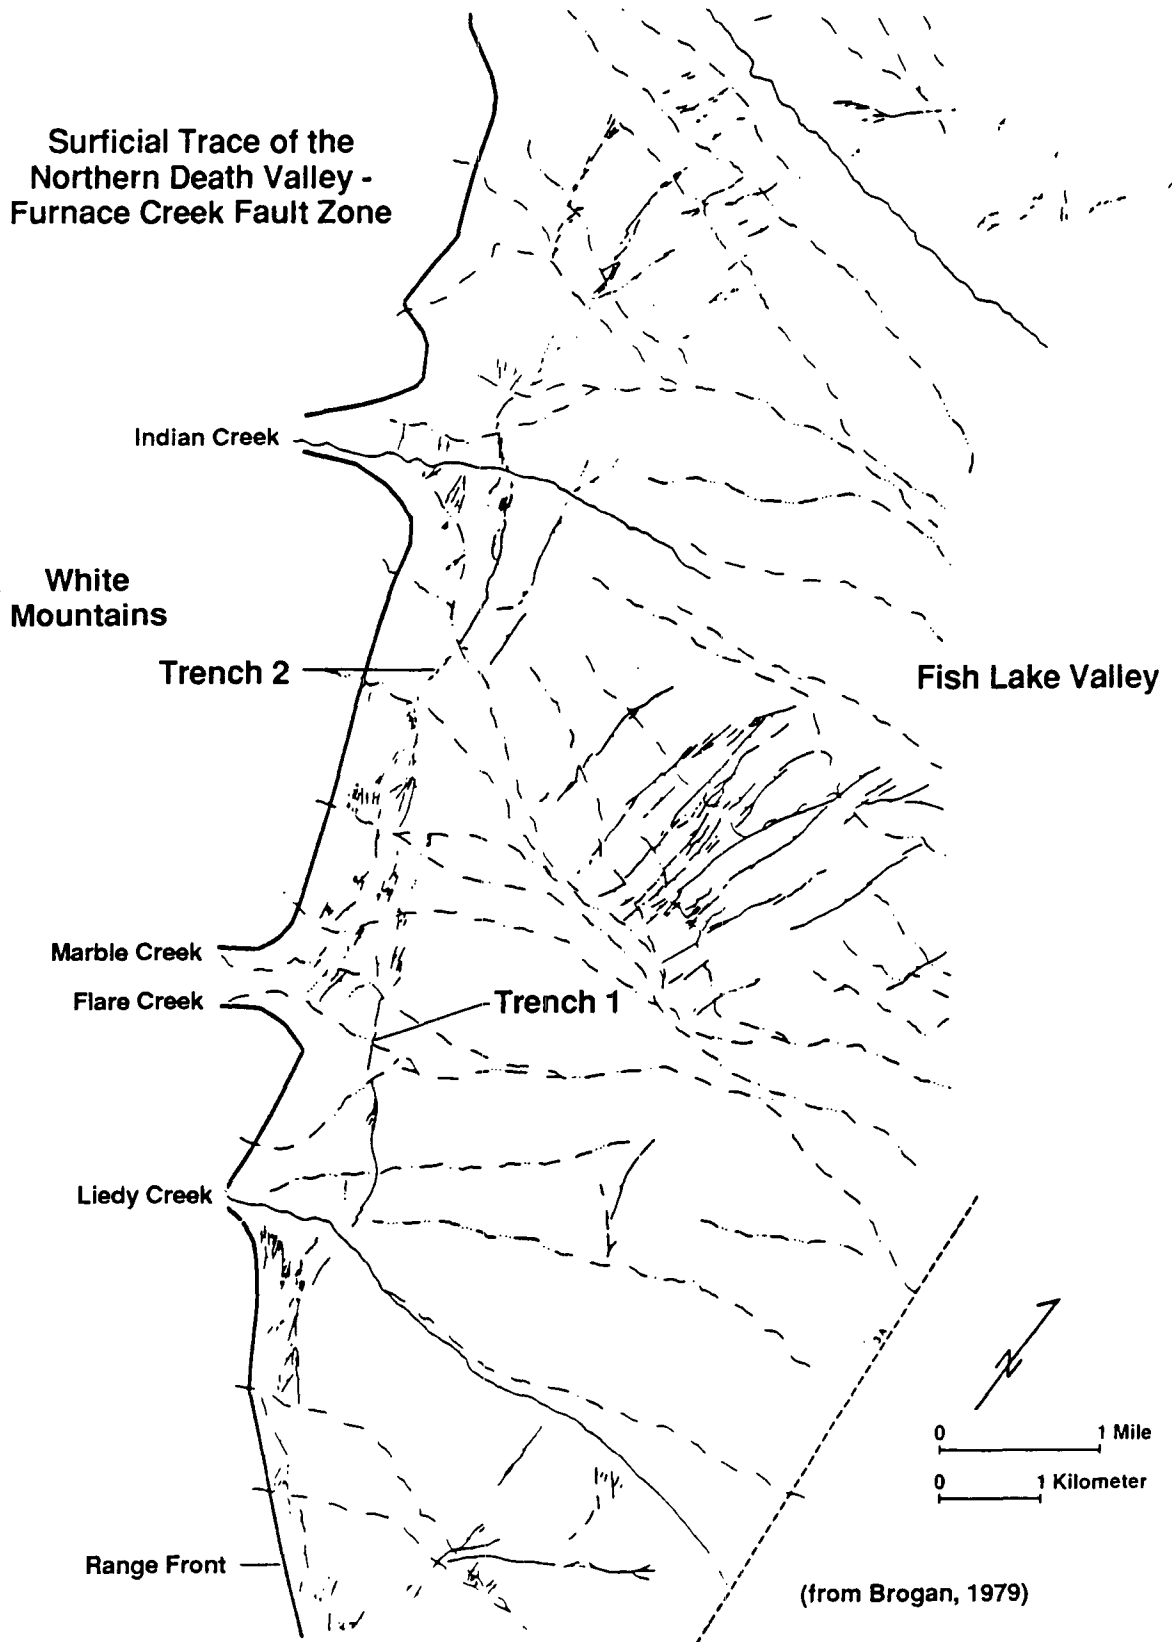 Surficial Trace of the
Northern Death Valley -
Furnace Creek Fault Zone
Indian Creek
White
Mountains
Trench 2
Fish Lake Valley
Marble Creek
Flare Creek
Trench 1
Liedy Creek
3A
N
0 1 Mile
0 1 Kilometer
Range Front
(from Brogan, 1979)